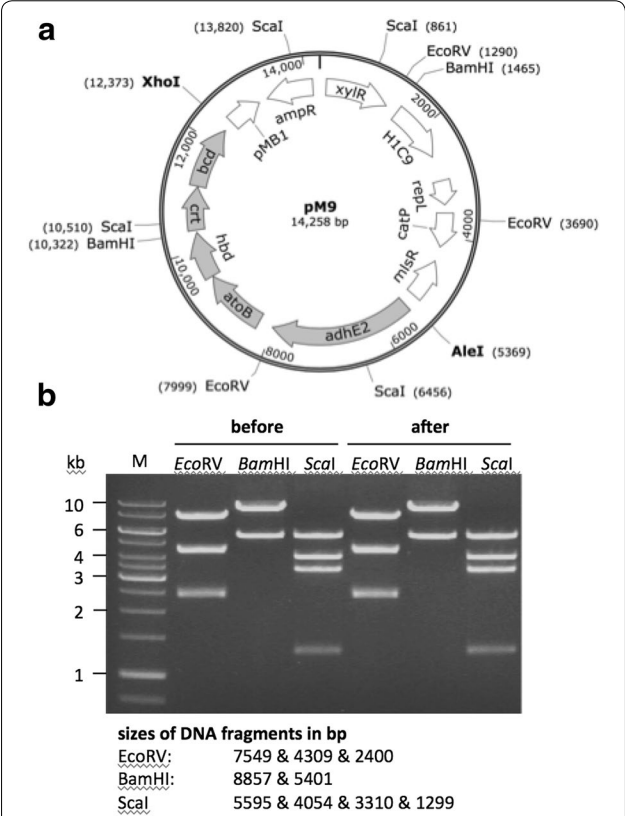 a
(13,820) ScaI
ScaI (861)
EcoRV (1290)
BamHI (1465)
(12,373) XhoI
14,000
2000
ampR
xylR
pMB1
H1C9
12,000
bcd
repL
pM9
14,258 bp
catP
4000
EcoRV (3690)
crt
(10,510) ScaI
(10,322) BamHI
hbd
mlsR
10,000
atoB
adhE2
6000
AleI (5369)
8000
(7999) EcoRV
ScaI (6456)
b
before after
kb M EcoRV BamHI ScaI EcoRV BamHI ScaI
10
6
4
3
2
1
sizes of DNA fragments in bp
EcoRV: 7549 & 4309 & 2400
BamHI: 8857 & 5401
ScaI 5595 & 4054 & 3310 & 1299